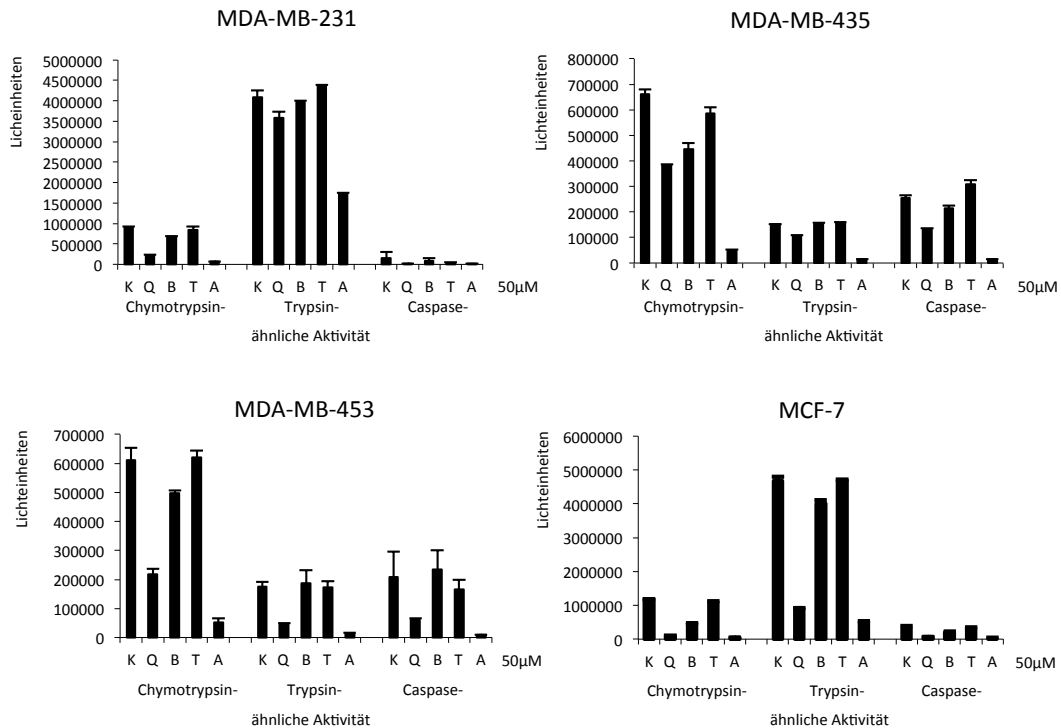 MDA-MB-231
Licheinheiten
5000000
4500000
4000000
3500000
3000000
2500000
2000000
1500000
1000000
500000
0
K Q B T A K Q B T A K Q B T A 50µM
Chymotrypsin- Trypsin- Caspase-
ähnliche Aktivität
MDA-MB-435
Lichteinheiten
800000
700000
600000
500000
400000
300000
200000
100000
0
K Q B T A K Q B T A K Q B T A 50µM
Chymotrypsin- Trypsin- Caspase-
ähnliche Aktivität
MDA-MB-453
Lichteinheiten
700000
600000
500000
400000
300000
200000
100000
0
K Q B T A K Q B T A K Q B T A 50µM
Chymotrypsin- Trypsin- Caspase-
ähnliche Aktivität
MCF-7
Lichteinheiten
6000000
5000000
4000000
3000000
2000000
1000000
0
K Q B T A K Q B T A K Q B T A 50µM
Chymotrypsin- Trypsin- Caspase-
ähnliche Aktivität